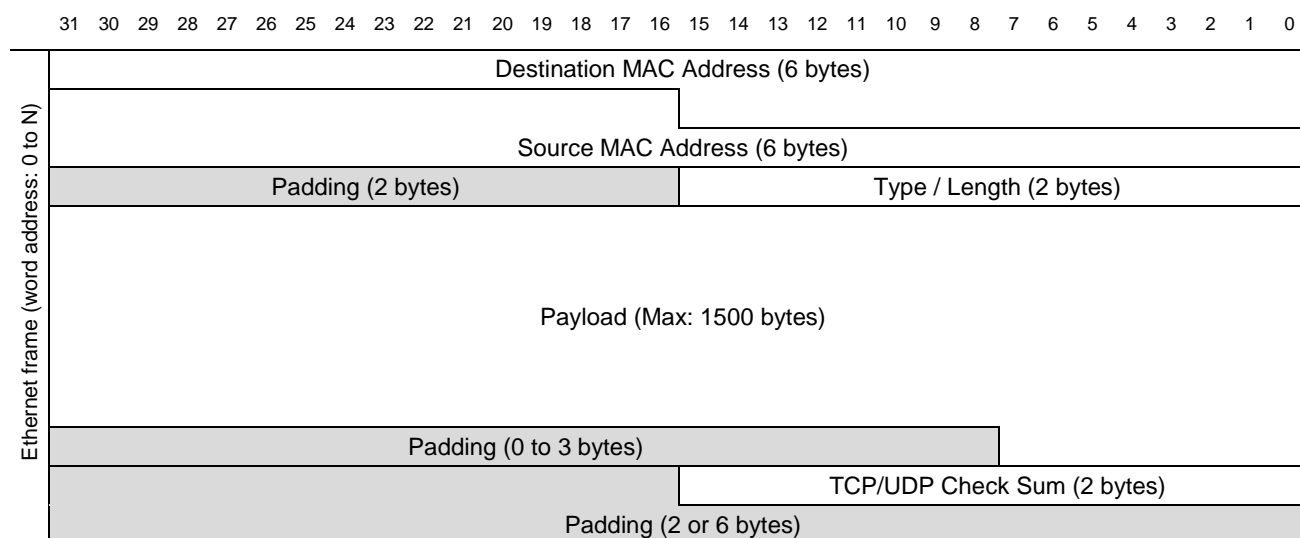 31 30 29 28 27 26 25 24 23 22 21 20 19 18 17 16 15 14 13 12 11 10 9 8 7 6 5 4 3 2 1 0
Ethernet frame (word address: 0 to N)
Destination MAC Address (6 bytes)
Source MAC Address (6 bytes)
Padding (2 bytes) Type / Length (2 bytes)
Payload (Max: 1500 bytes)
Padding (0 to 3 bytes)
TCP/UDP Check Sum (2 bytes)
Padding (2 or 6 bytes)